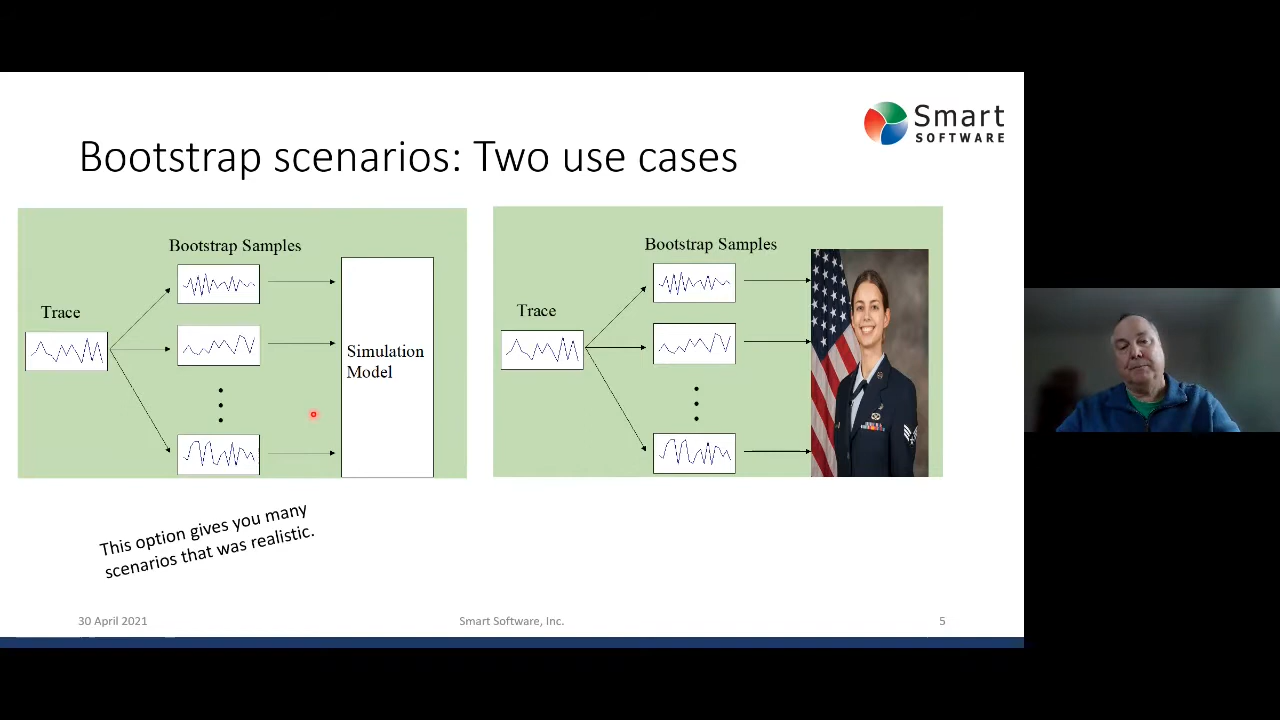 Smart
SOFTWARE
Bootstrap scenarios: Two use cases
Bootstrap Samples
Trace
Simulation
Model
Bootstrap Samples
Trace
This option gives you many
scenarios that was realistic.
30 April 2021
Smart Software, Inc.
5